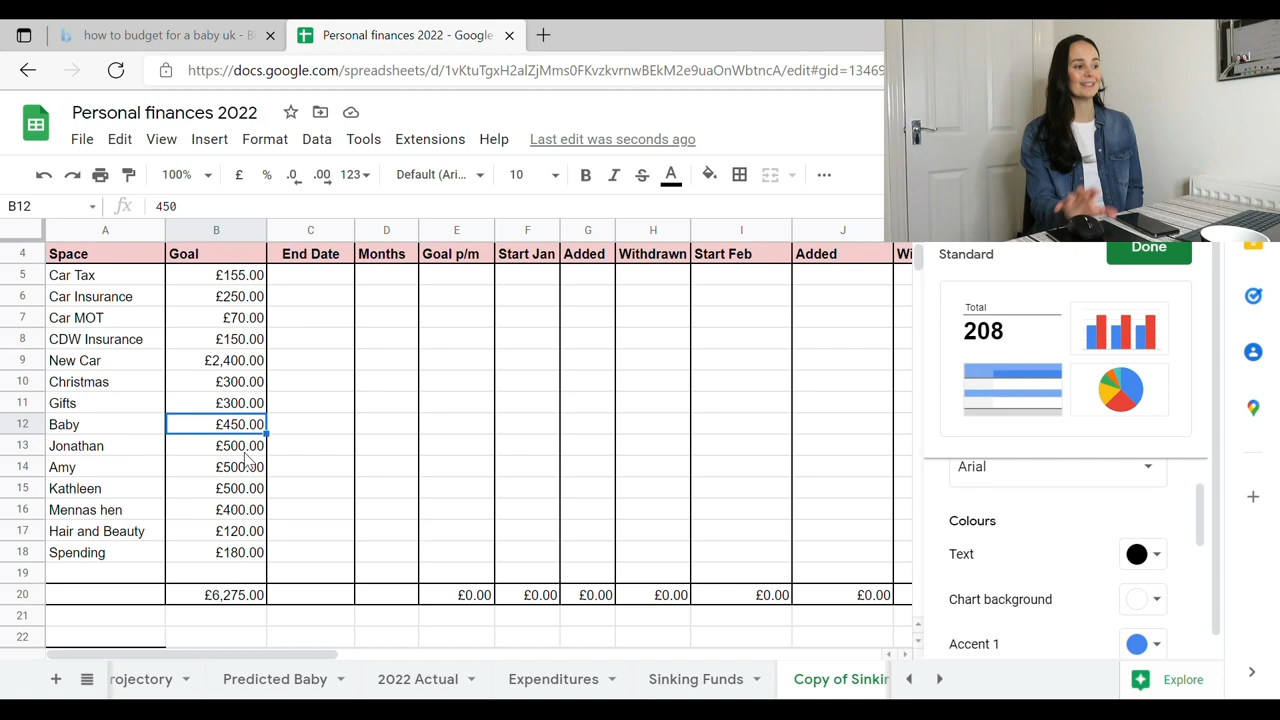 how to budget for a baby uk - B
Personal finances 2022 - Google
https://docs.google.com/spreadsheets/d/1vKtuTgxH2alZjMms0FKvzkvrnwBEkM2e9uaOnWbtncA/edit#gid=13469
Personal finances 2022
File Edit View Insert Format Data Tools Extensions Help Last edit was seconds ago
100% £ % .0 .00 123 Default (Ari... 10 B I S A
B12 fx 450
A B C D E F G H I J
4 Space Goal End Date Months Goal p/m Start Jan Added Withdrawn Start Feb Added Wi
5 Car Tax £155.00
6 Car Insurance £250.00
7 Car MOT £70.00
8 CDW Insurance £150.00
9 New Car £2,400.00
10 Christmas £300.00
11 Gifts £300.00
12 Baby £450.00
13 Jonathan £500.00
14 Amy £500.00
15 Kathleen £500.00
16 Mennas hen £400.00
17 Hair and Beauty £120.00
18 Spending £180.00
19
20 £6,275.00 £0.00 £0.00 £0.00 £0.00 £0.00 £0.00
21
22
Standard Done
Total
208
Arial
Colours
Text
Chart background
Accent 1
rojectory Predicted Baby 2022 Actual Expenditures Sinking Funds Copy of Sinkin
Explore